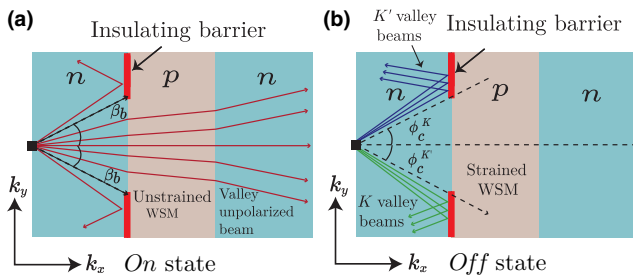 (a)
Insulating barrier
n
p
n
β_b
β_b
Unstrained
WSM
Valley
unpolarized
beam
k_y
k_x
On state
(b)
K′ valley
beams
Insulating barrier
n
p
n
ϕ_c^K
ϕ_c^K
Strained
WSM
K valley
beams
k_y
k_x
Off state